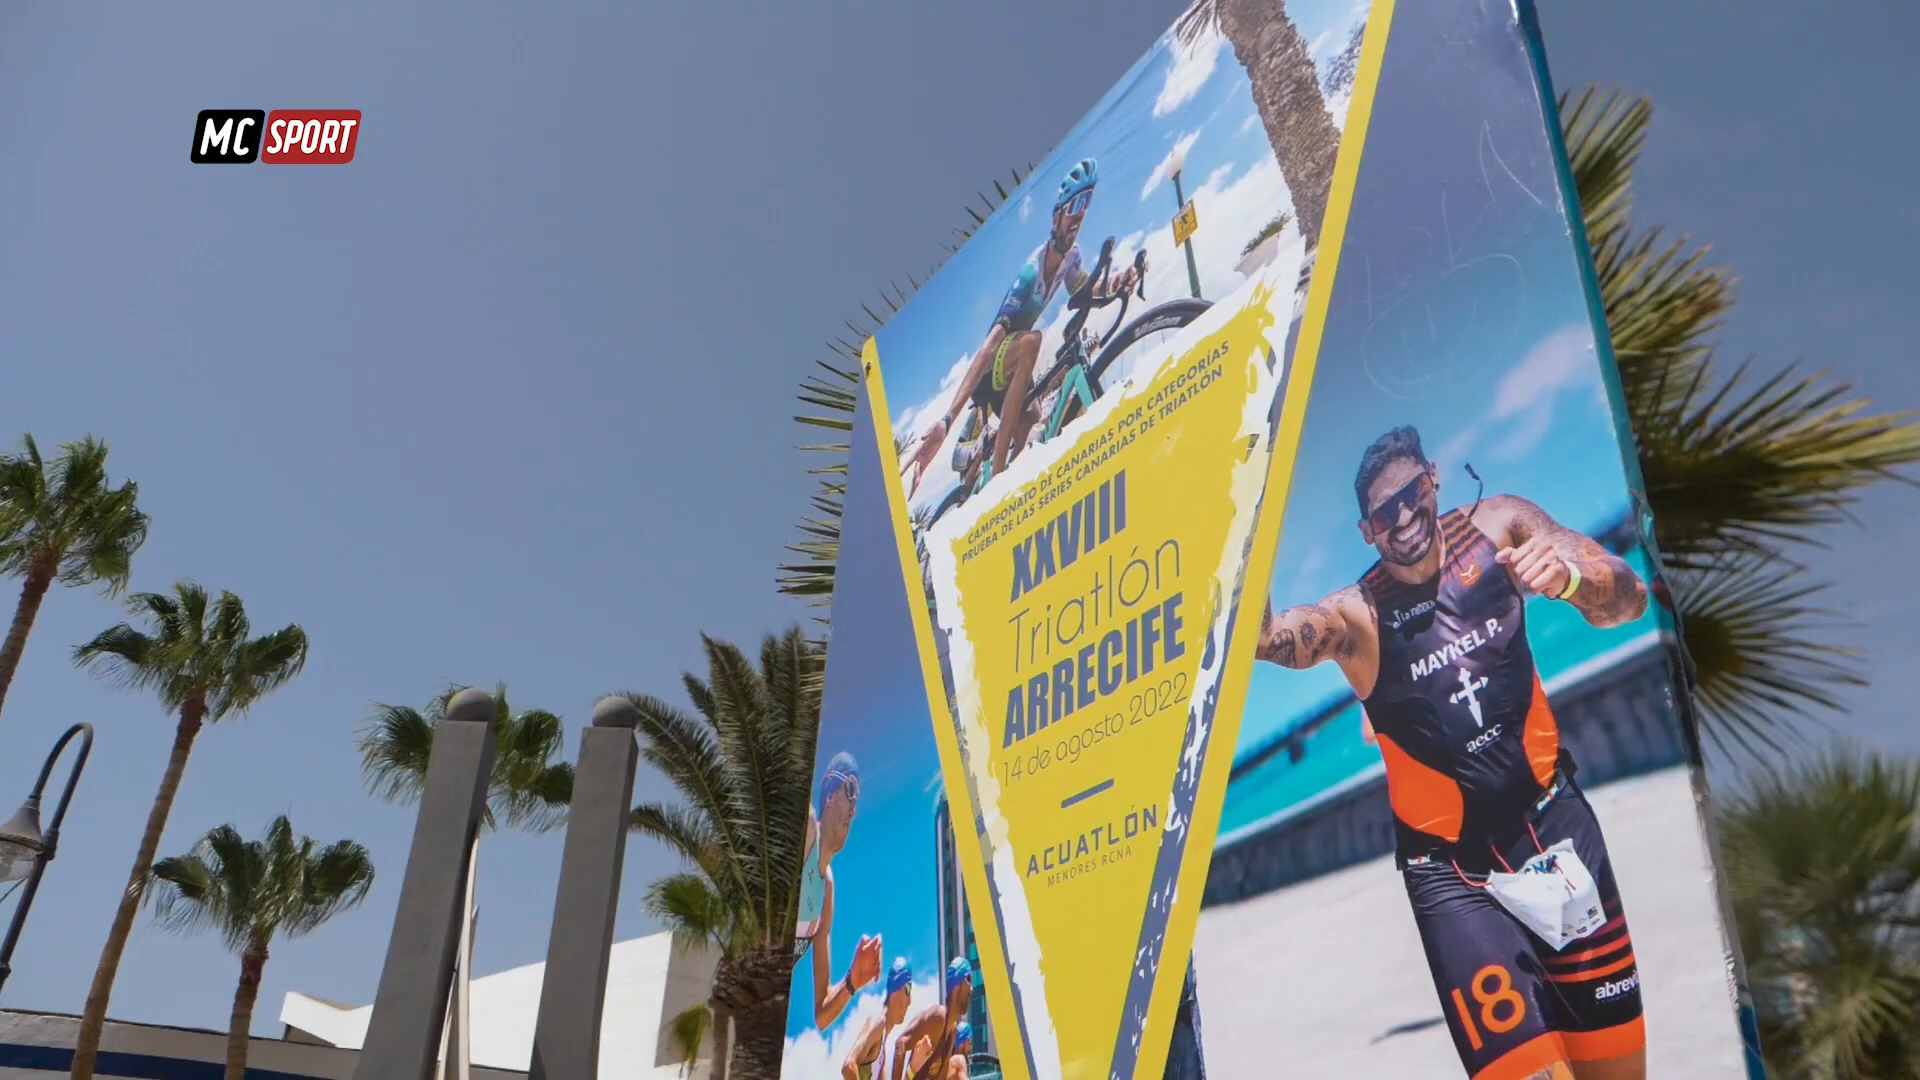 MC SPORT
Vision
CAMPEONATO DE CANARIAS POR CATEGORÍAS
PRUEBA DE LAS SERIES CANARIAS DE TRIATLÓN
XXVIII
Triatlón
ARRECIFE
14 de agosto 2022
ACUATLÓN
MENORES RCNA
MAYKEL P.
aecc
18